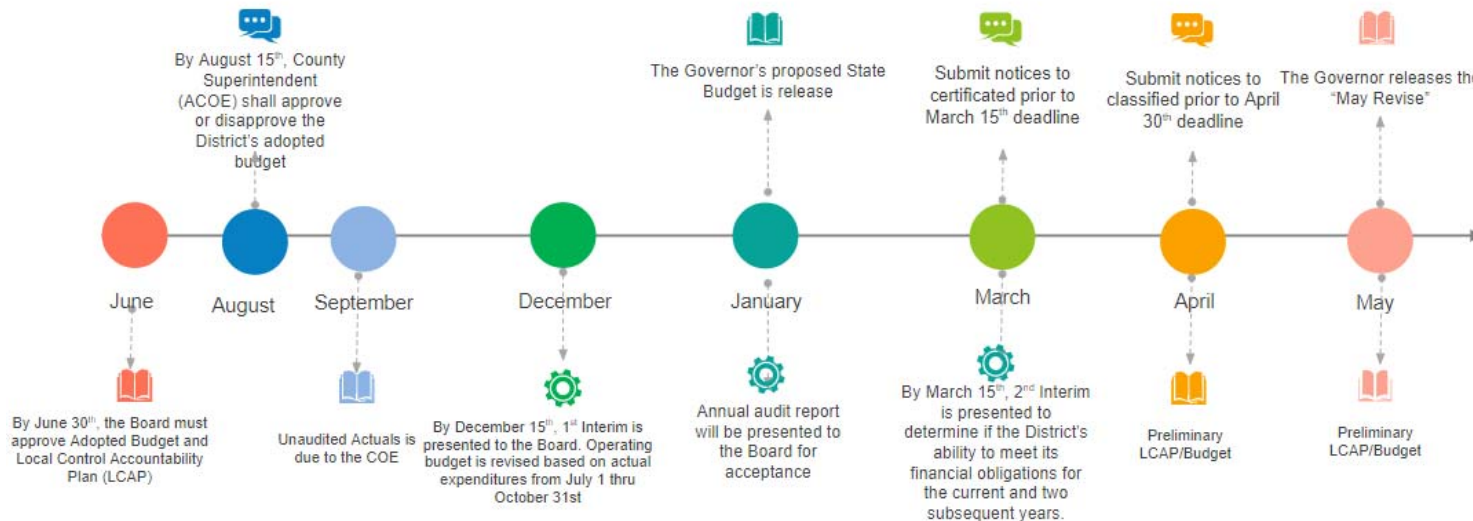 By August 15th, County
Superintendent
(ACOE) shall approve
or disapprove the
District's adopted
budget
The Governor's proposed State
Budget is release
Submit notices to
certificated prior to
March 15th deadline
Submit notices to
classified prior to April
30th deadline
The Governor releases the
"May Revise"
June
August
September
December
January
March
April
May
By June 30th, the Board must
approve Adopted Budget and
Local Control Accountability
Plan (LCAP)
Unaudited Actuals is
due to the COE
By December 15th, 1st Interim is
presented to the Board. Operating
budget is revised based on actual
expenditures from July 1 thru
October 31st
Annual audit report
will be presented to
the Board for
acceptance
By March 15th, 2nd Interim
is presented to
determine if the District's
ability to meet its
financial obligations for
the current and two
subsequent years.
Preliminary
LCAP/Budget
Preliminary
LCAP/Budget